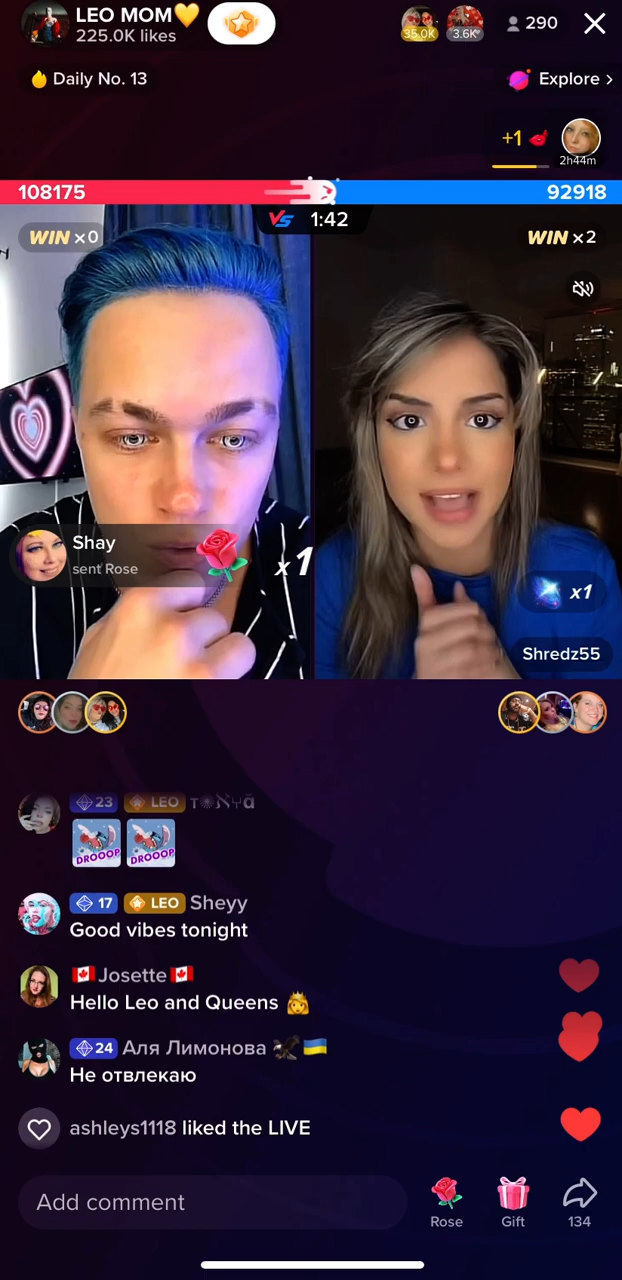 LEO MOM💛
225.0K likes
35.0K
3.6K
290
Daily No. 13
Explore >
+1
2h44m
108175
92918
VS 1:42
WIN x0
WIN x2
Shay
sent Rose
x1
x1
Shredz55
23 LEO
DROOOP DROOOP
17 LEO Sheyy
Good vibes tonight
🇨🇦Josette🇨🇦
Hello Leo and Queens 👸
24 Аля Лимонова 🦅🇺🇦
Не отвлекаю
ashleys1118 liked the LIVE
Add comment
Rose
Gift
134